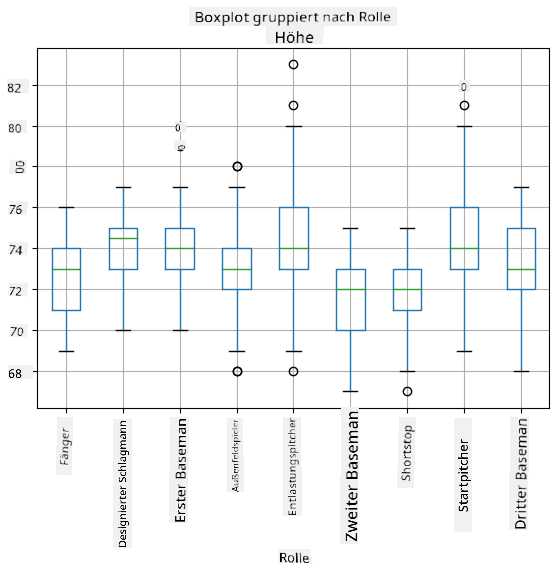 Boxplot gruppiert nach Rolle
Höhe
82
80
00
76
74
72
70
68
Fänger
Designierter Schlagmann
Erster Baseman
Außenfeldspieler
Entlastungspitcher
Zweiter Baseman
Shortstop
Startpitcher
Dritter Baseman
Rolle